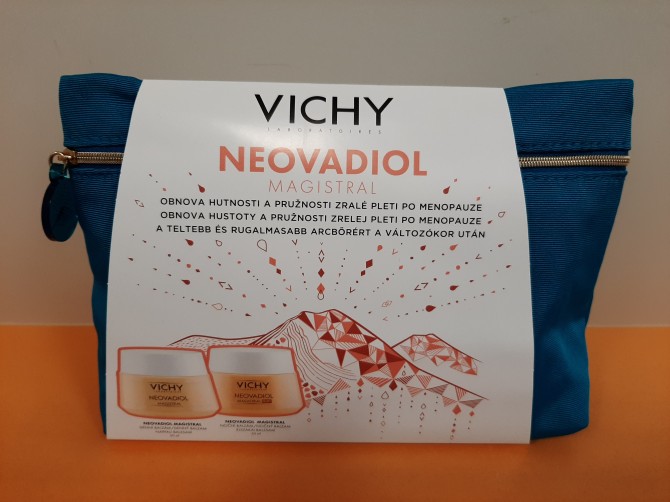 VICHY
LABORATOIRES
NEOVADIOL
MAGISTRAL
OBNOVA HUTNOSTI A PRUŽNOSTI ZRALÉ PLETI PO MENOPAUZE
OBNOVA HUSTOTY A PRUŽNOSTI ZRELEJ PLETI PO MENOPAUZE
A TELTEBB ÉS RUGALMASABB ARCBŐRÉRT A VÁLTOZÓKOR UTÁN
VICHY
NEOVADIOL
NEOVADIOL MAGISTRAL
VICHY
NEOVADIOL
NEOVADIOL MAGISTRAL